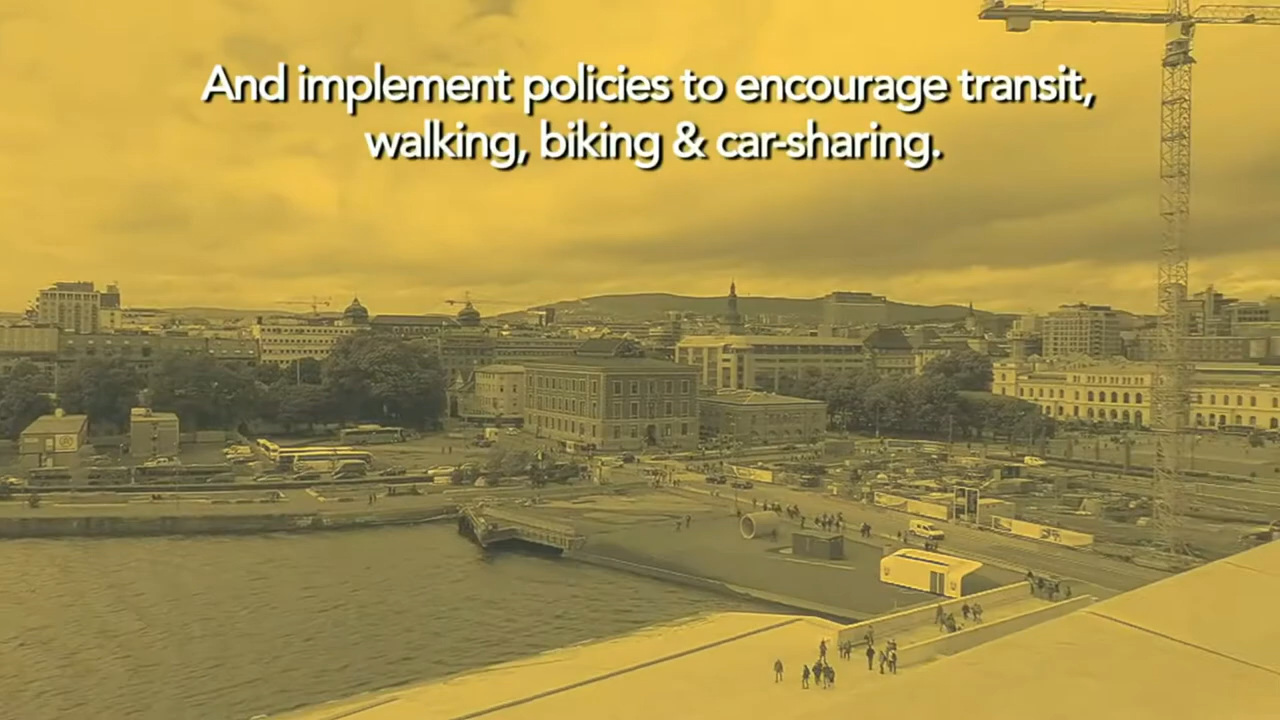 And implement policies to encourage transit,
walking, biking & car-sharing.